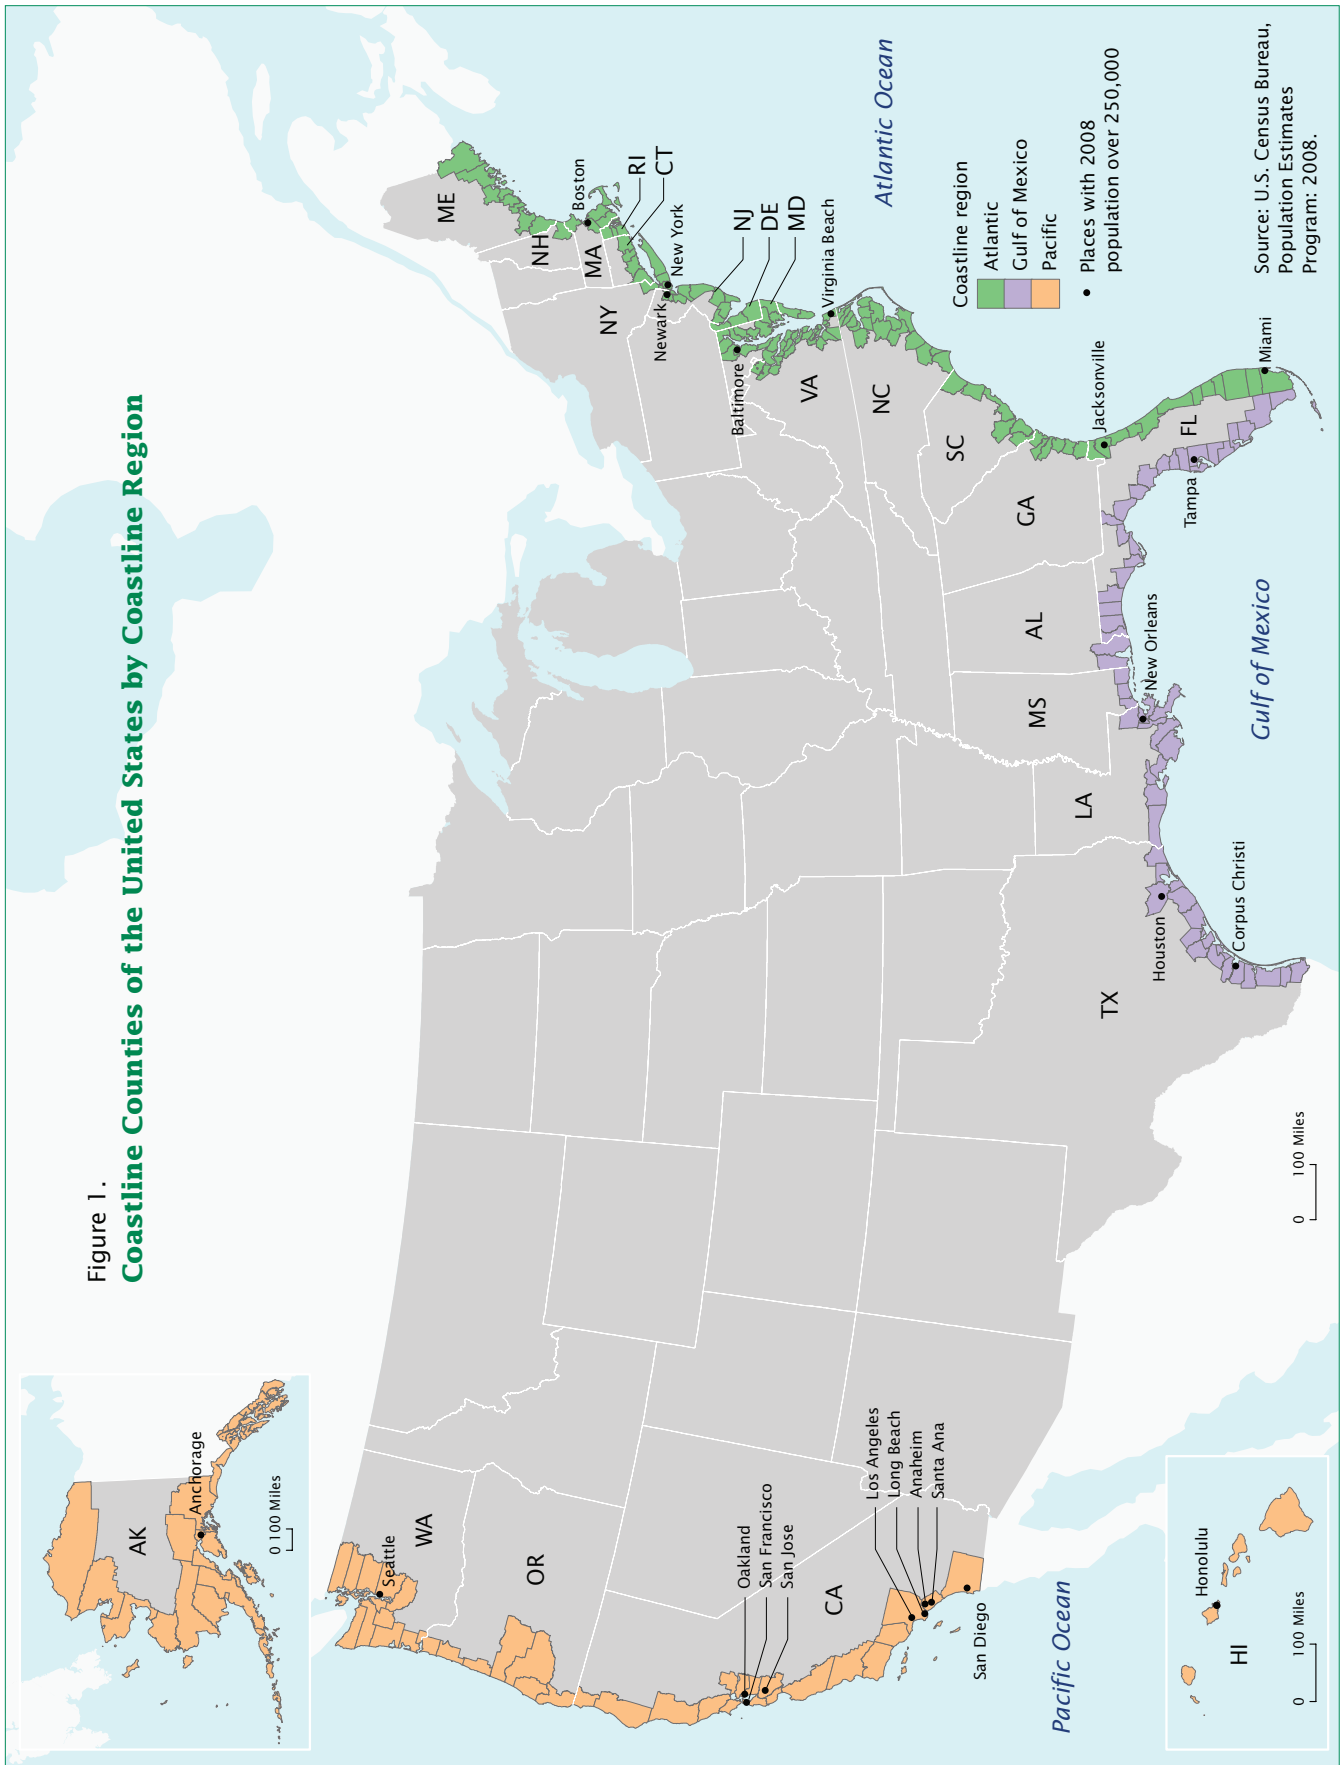 Figure 1.
Coastline Counties of the United States by Coastline Region
AK
Anchorage
0 100 Miles
Seattle
WA
OR
CA
Oakland
San Francisco
San Jose
Los Angeles
Long Beach
Anaheim
Santa Ana
San Diego
Pacific Ocean
Honolulu
HI
0 100 Miles
0 100 Miles
TX
Houston
Corpus Christi
LA
MS
New Orleans
AL
GA
Gulf of Mexico
Tampa
FL
Miami
Jacksonville
SC
NC
VA
Virginia Beach
Baltimore
MD
DE
NJ
Newark
New York
NY
CT
RI
MA
Boston
NH
ME
Atlantic Ocean
Coastline region
Atlantic
Gulf of Mexico
Pacific
Places with 2008
population over 250,000
Source: U.S. Census Bureau,
Population Estimates
Program: 2008.